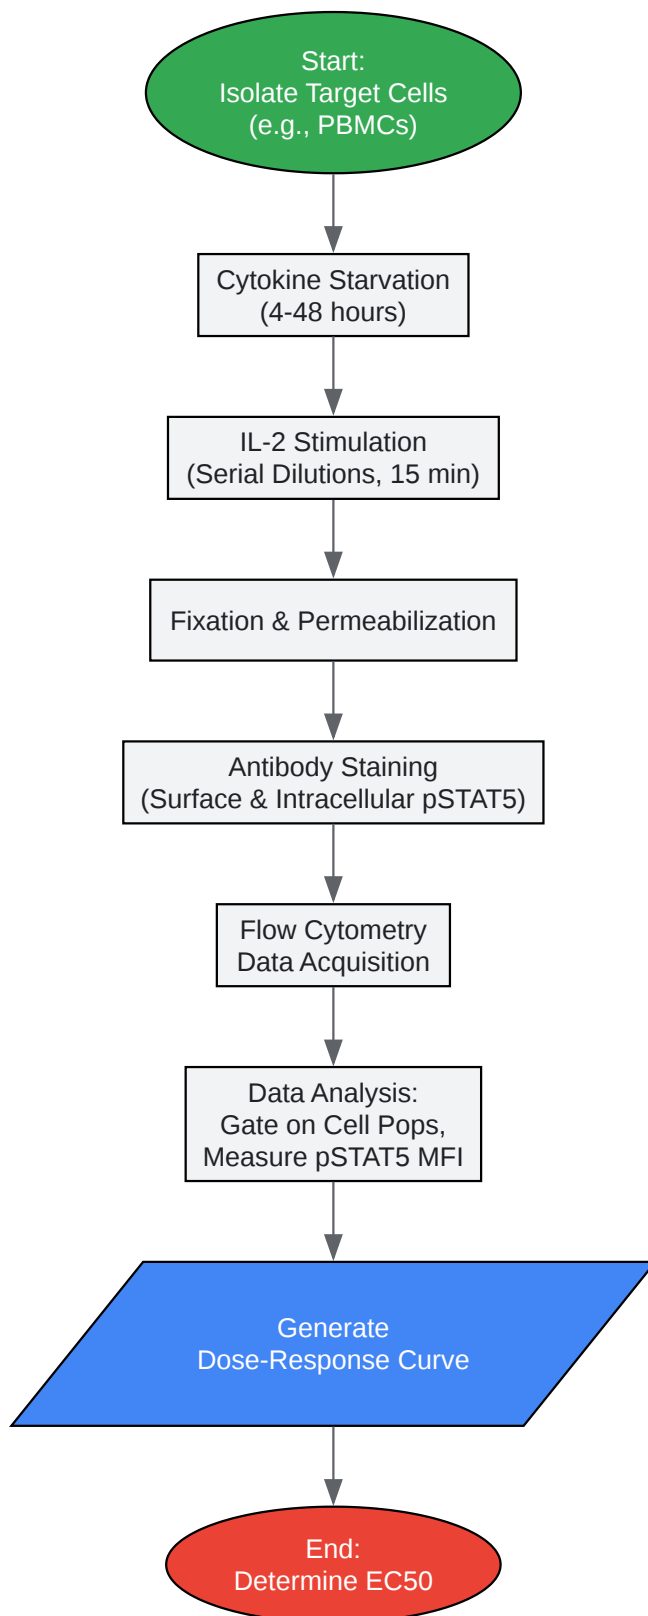 Start:
Isolate Target Cells
(e.g., PBMCs)
Cytokine Starvation
(4-48 hours)
IL-2 Stimulation
(Serial Dilutions, 15 min)
Fixation & Permeabilization
Antibody Staining
(Surface & Intracellular pSTAT5)
Flow Cytometry
Data Acquisition
Data Analysis:
Gate on Cell Pops,
Measure pSTAT5 MFI
Generate
Dose-Response Curve
End:
Determine EC50